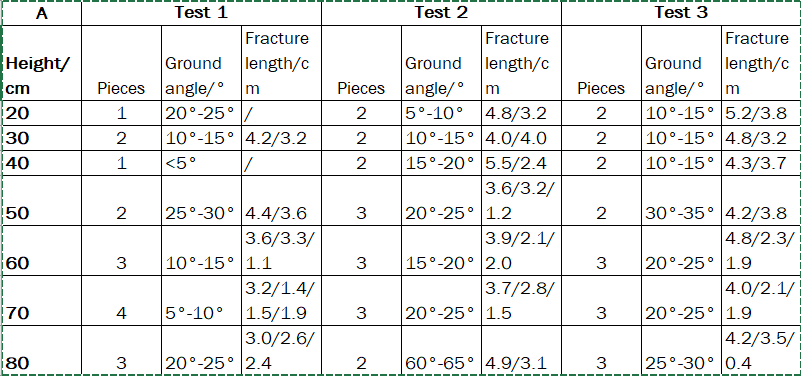 A Test 1 Test 2 Test 3
Height/cm Pieces Ground angle/° Fracture length/cm Pieces Ground angle/° Fracture length/cm Pieces Ground angle/° Fracture length/cm
20 1 20°-25° / 2 5°-10° 4.8/3.2 2 10°-15° 5.2/3.8
30 2 10°-15° 4.2/3.2 2 10°-15° 4.0/4.0 2 10°-15° 4.8/3.2
40 1 <5° / 2 15°-20° 5.5/2.4 2 10°-15° 4.3/3.7
50 2 25°-30° 4.4/3.6 3 20°-25° 3.6/3.2/1.2 2 30°-35° 4.2/3.8
60 3 10°-15° 3.6/3.3/1.1 3 15°-20° 3.9/2.1/2.0 3 20°-25° 4.8/2.3/1.9
70 4 5°-10° 3.2/1.4/1.5/1.9 3 20°-25° 3.7/2.8/1.5 3 20°-25° 4.0/2.1/1.9
80 3 20°-25° 3.0/2.6/2.4 2 60°-65° 4.9/3.1 3 25°-30° 4.2/3.5/0.4